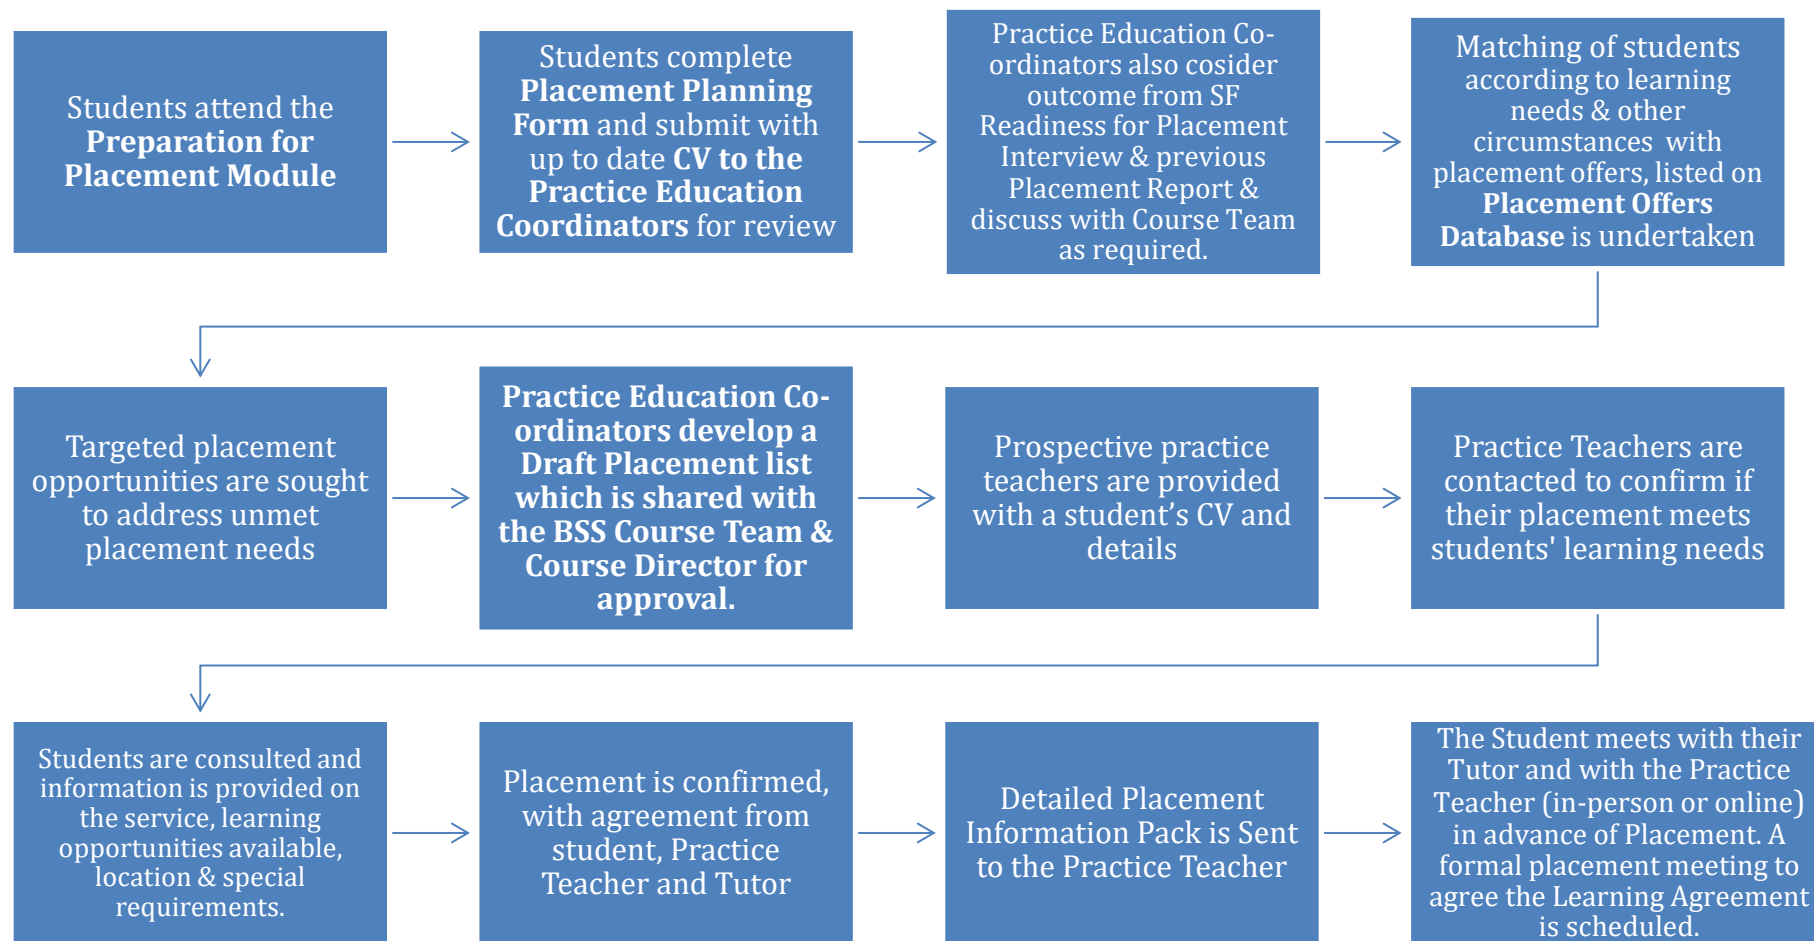 Students attend the
Preparation for
Placement Module
Students complete
Placement Planning
Form and submit with
up to date CV to the
Practice Education
Coordinators for review
Practice Education Co-
ordinators also cosider
outcome from SF
Readiness for Placement
Interview & previous
Placement Report &
discuss with Course Team
as required.
Matching of students
according to learning
needs & other
circumstances with
placement offers, listed on
Placement Offers
Database is undertaken
Targeted placement
opportunities are sought
to address unmet
placement needs
Practice Education Co-
ordinators develop a
Draft Placement list
which is shared with
the BSS Course Team &
Course Director for
approval.
Prospective practice
teachers are provided
with a student’s CV and
details
Practice Teachers are
contacted to confirm if
their placement meets
students' learning needs
Students are consulted and
information is provided on
the service, learning
opportunities available,
location & special
requirements.
Placement is confirmed,
with agreement from
student, Practice
Teacher and Tutor
Detailed Placement
Information Pack is Sent
to the Practice Teacher
The Student meets with their
Tutor and with the Practice
Teacher (in-person or online)
in advance of Placement. A
formal placement meeting to
agree the Learning Agreement
is scheduled.